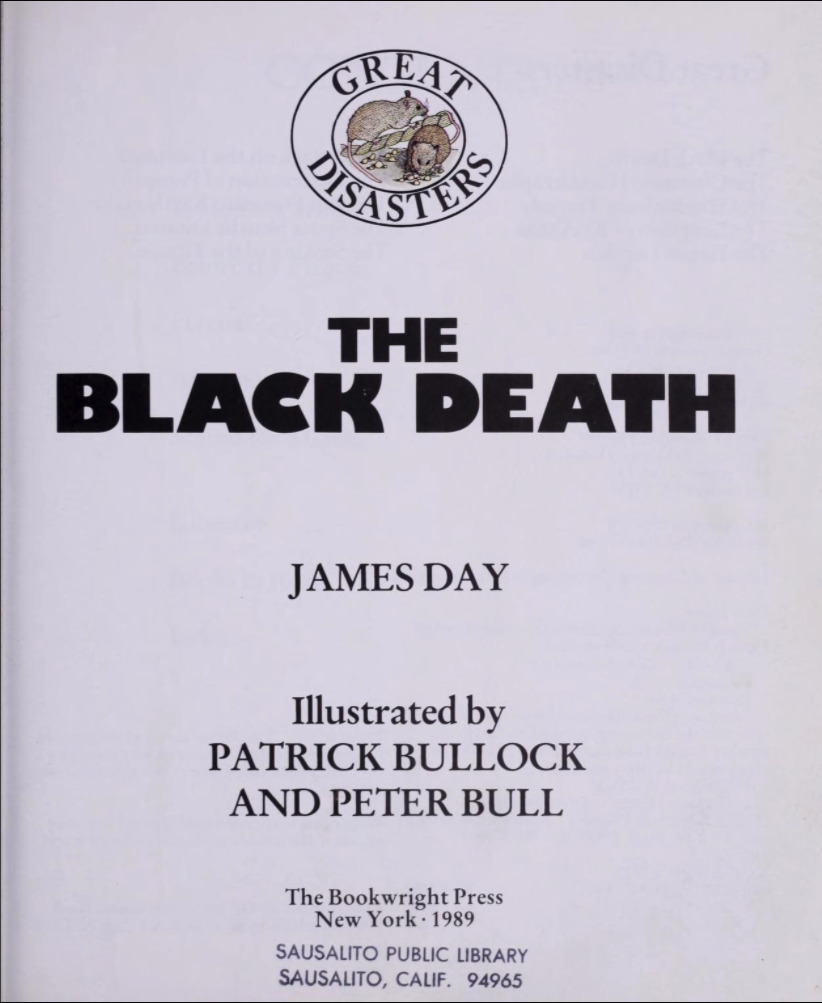 GREAT
DISASTERS
THE
BLACK DEATH
JAMES DAY
Illustrated by
PATRICK BULLOCK
AND PETER BULL
The Bookwright Press
New York · 1989
SAUSALITO PUBLIC LIBRARY
SAUSALITO, CALIF. 94965